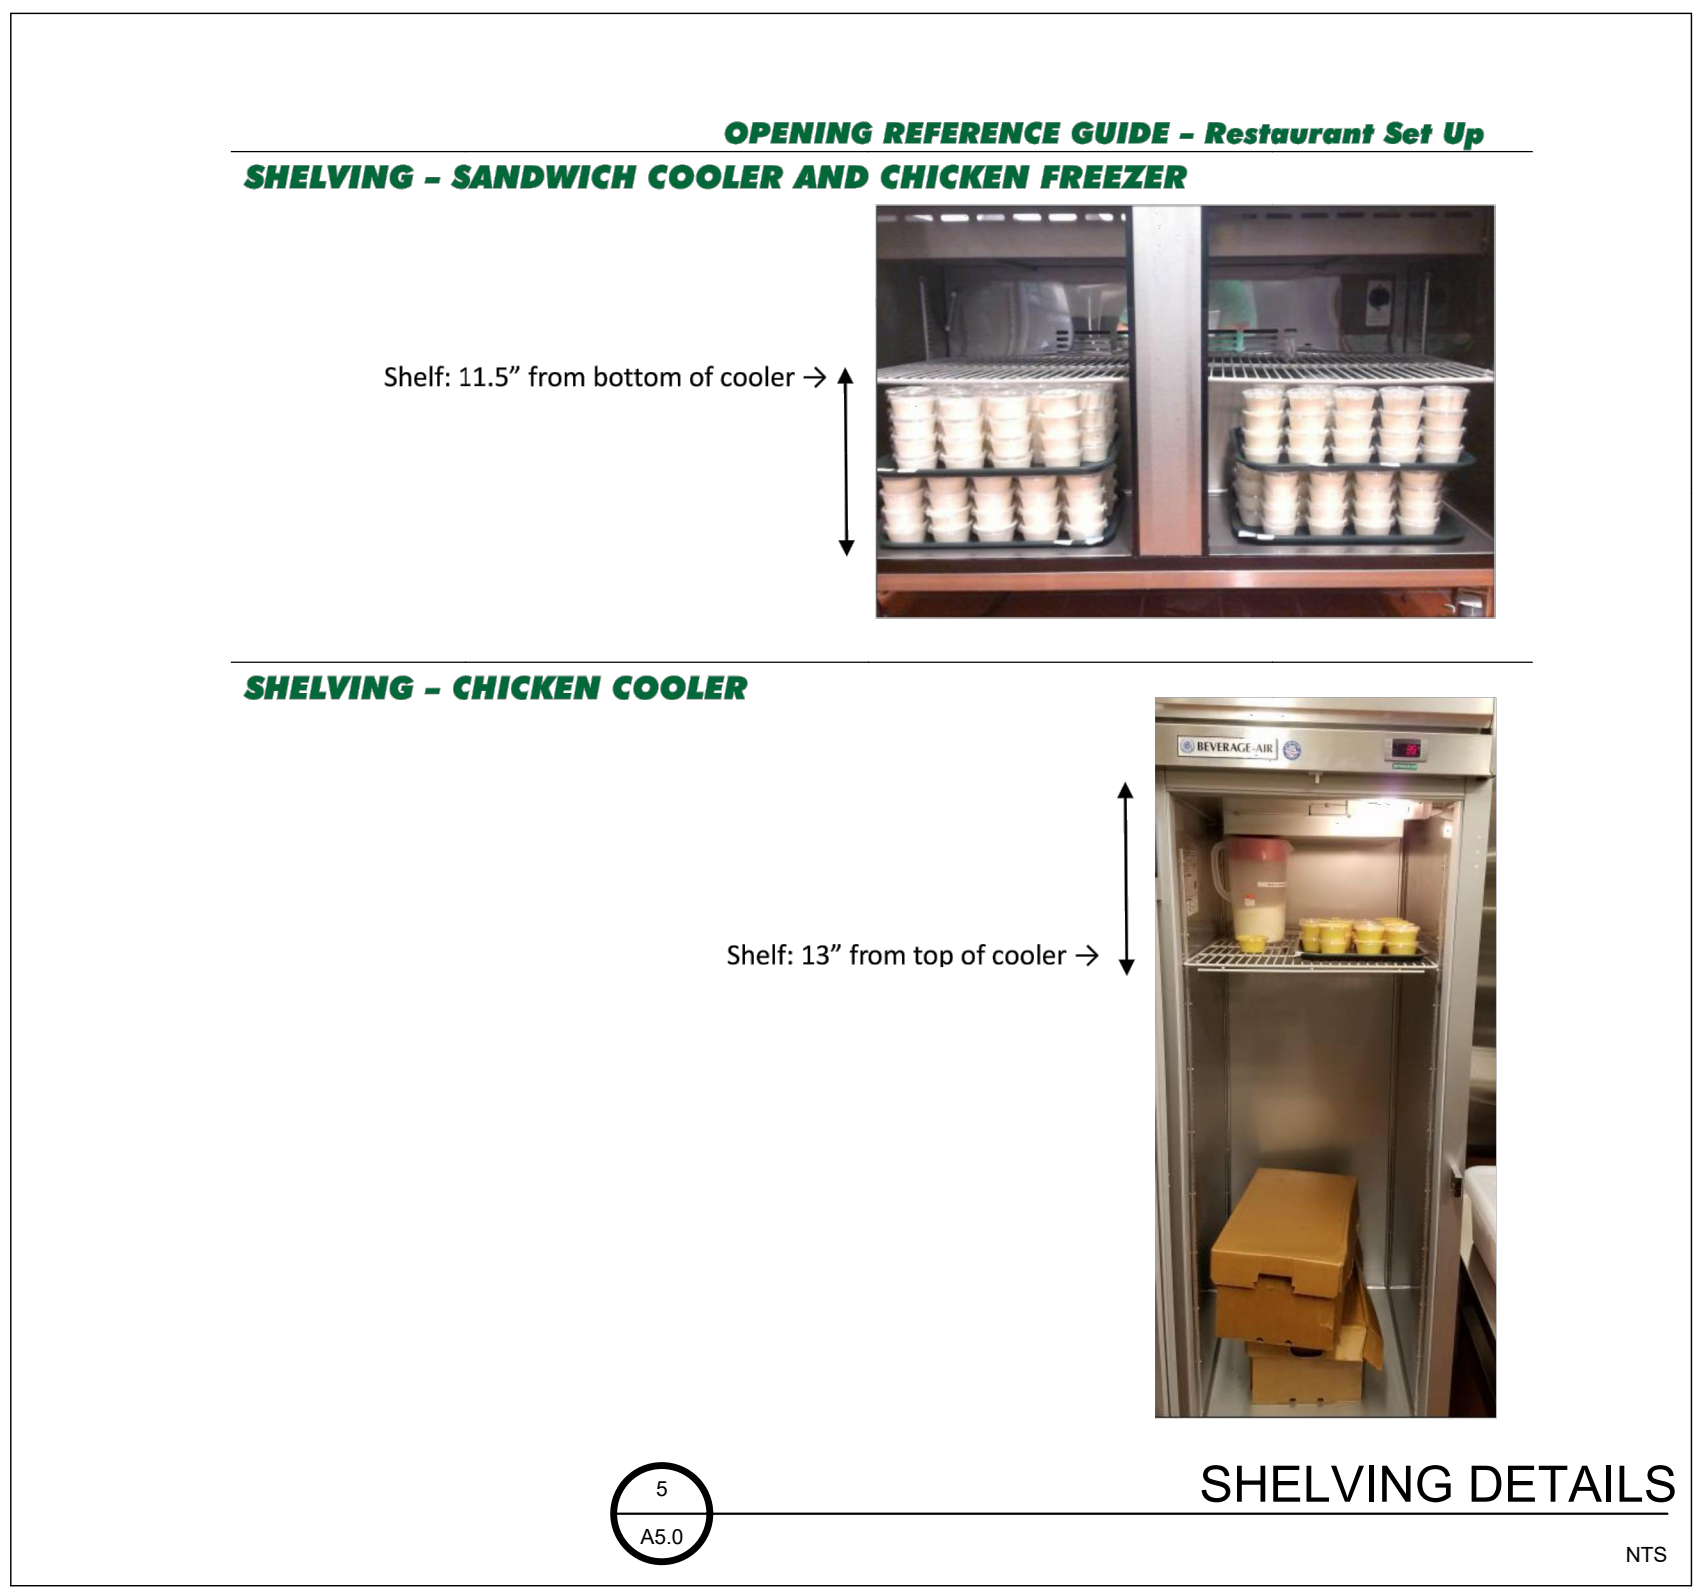 OPENING REFERENCE GUIDE – Restaurant Set Up
SHELVING – SANDWICH COOLER AND CHICKEN FREEZER
Shelf: 11.5” from bottom of cooler →
SHELVING – CHICKEN COOLER
BEVERAGE-AIR
Shelf: 13” from top of cooler →
5
A5.0
SHELVING DETAILS
NTS